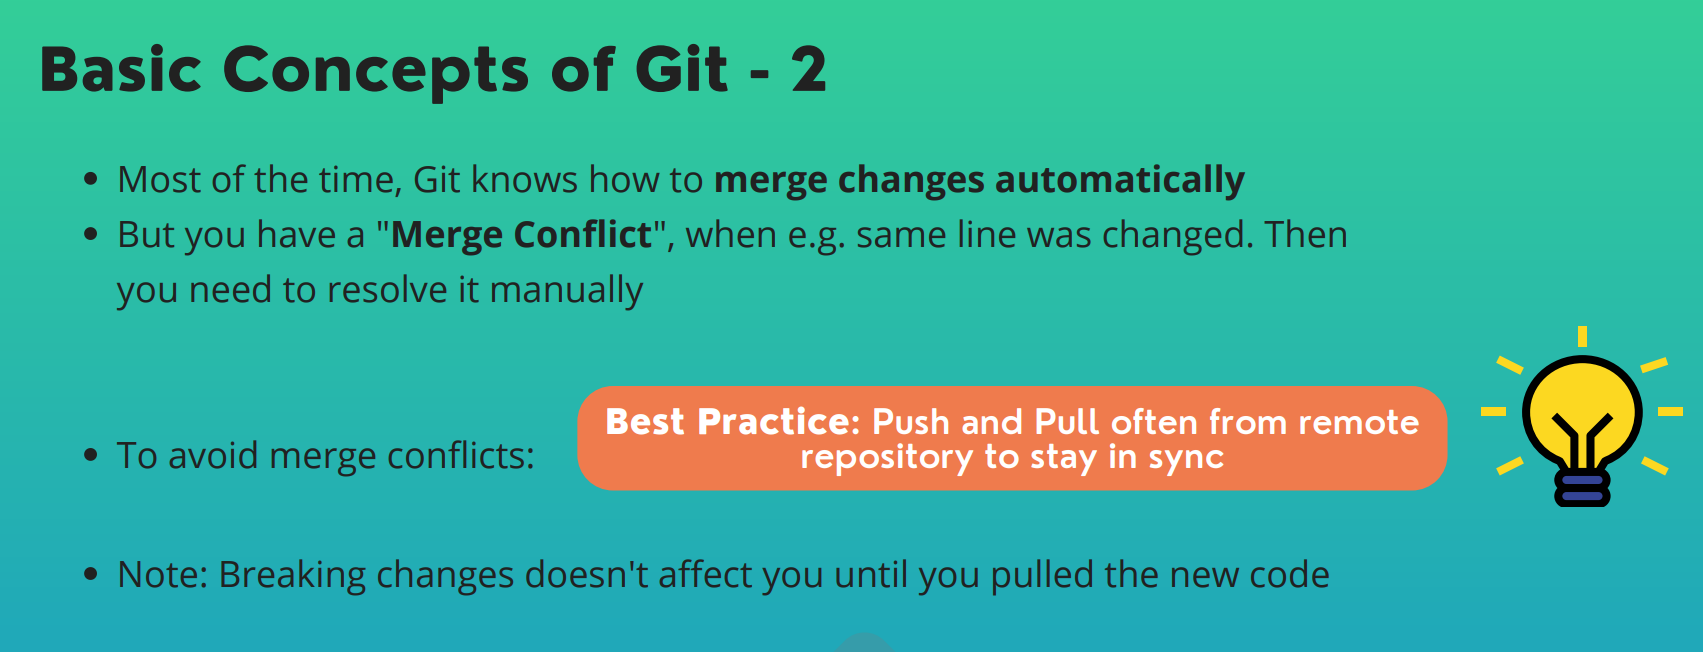 Basic Concepts of Git - 2
• Most of the time, Git knows how to merge changes automatically
• But you have a "Merge Conflict", when e.g. same line was changed. Then
you need to resolve it manually
• To avoid merge conflicts:
Best Practice: Push and Pull often from remote
repository to stay in sync
• Note: Breaking changes doesn't affect you until you pulled the new code